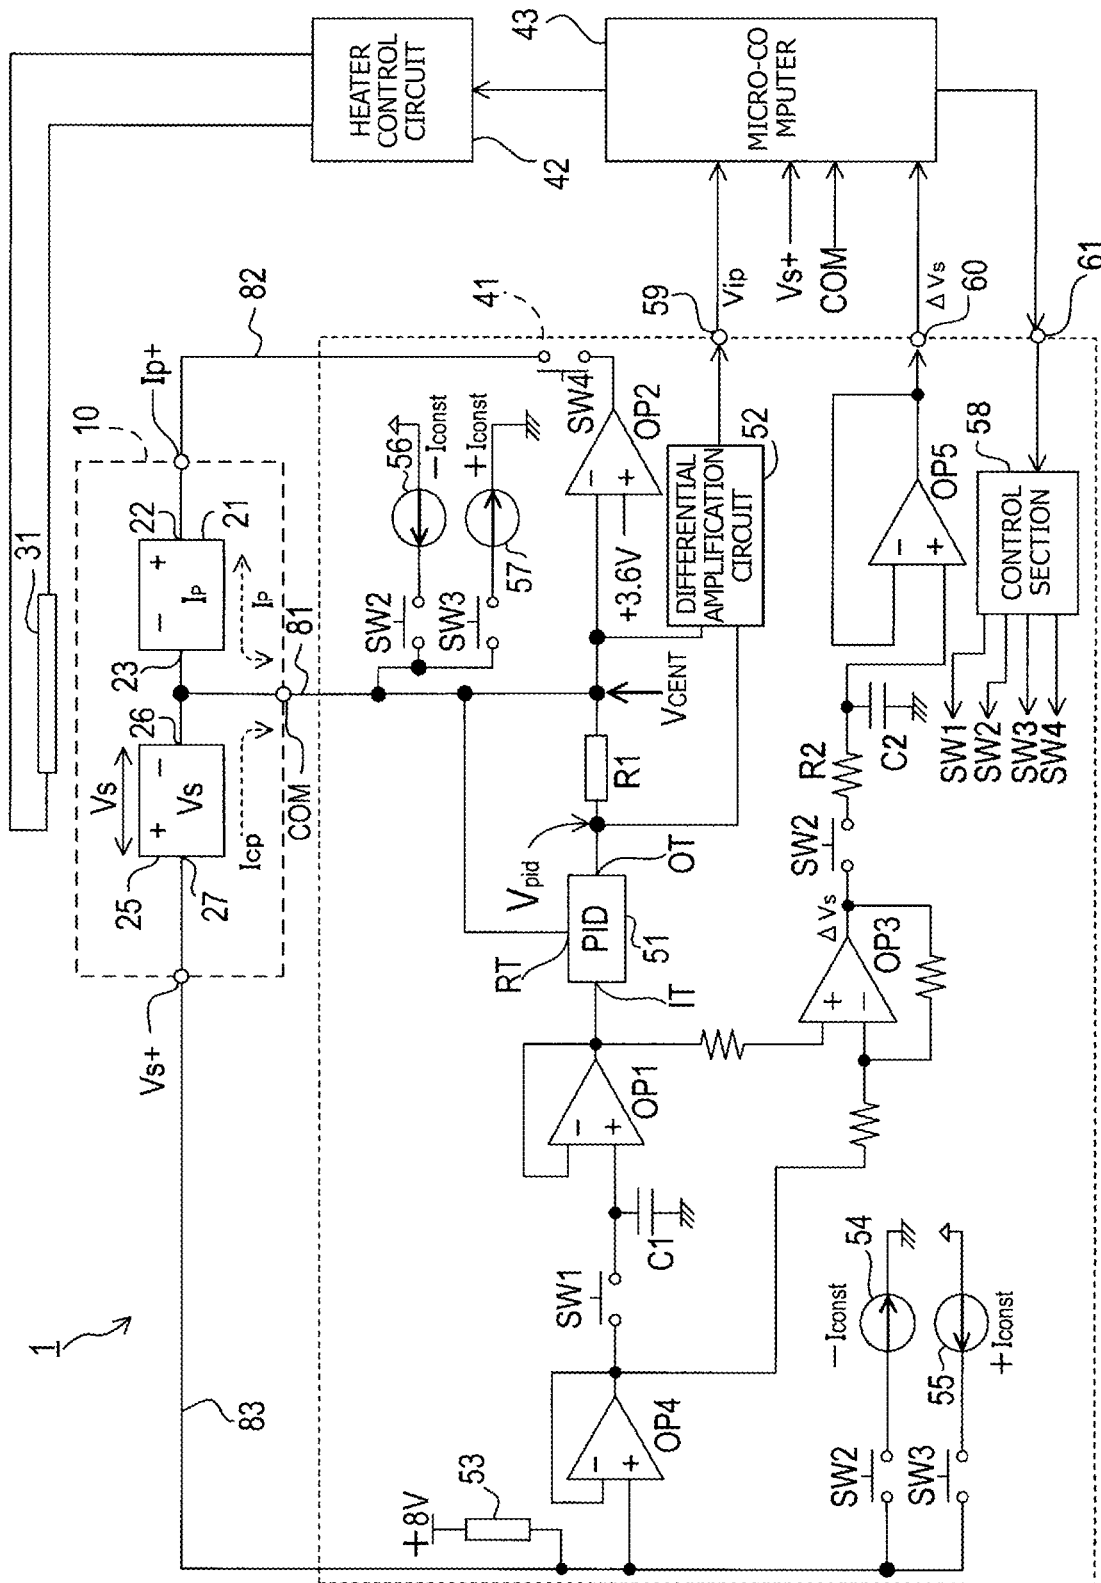 1
31
HEATER
CONTROL
CIRCUIT
42
43
MICRO-CO
MPUTER
10
Vs+
Ip+
82
83
Vs
25
+
−
Vs
26
27
23
22
−
+
IP
21
Icp
IP
COM
81
41
SW4
SW2
56
−Iconst
SW3
57
+Iconst
−
+
OP2
+3.6V
VCENT
R1
Vpid
OT
RT
PID
51
IT
DIFFERENTIAL
AMPLIFICATION
CIRCUIT
52
59
Vip
Vs+
COM
ΔVs
60
61
+8V
53
−
+
OP4
SW1
C1
−
+
OP1
+
−
OP3
ΔVs
SW2
R2
C2
−
+
OP5
58
CONTROL
SECTION
SW1
SW2
SW3
SW4
SW2
−Iconst
54
SW3
55
+Iconst